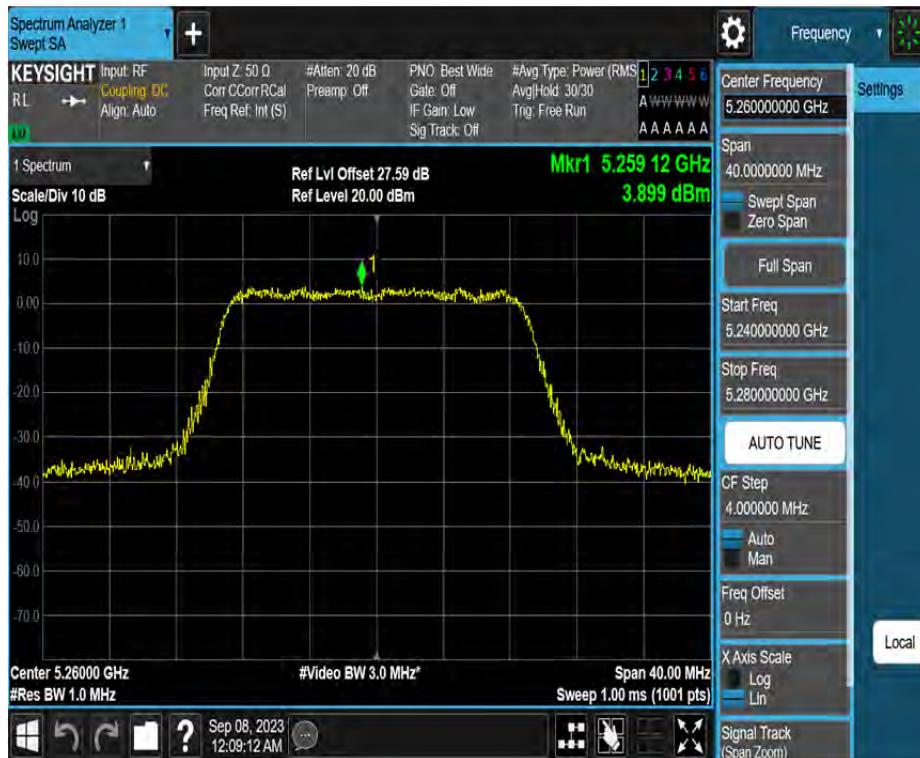 Spectrum Analyzer 1
Swept SA
+
Frequency
KEYSIGHT
RL
Input: RF
Coupling: DC
Align: Auto
Input Z: 50 Ω
Corr CCorr RCal
Freq Ref: Int (S)
#Atten: 20 dB
Preamp: Off
PNO: Best Wide
Gate: Off
IF Gain: Low
Sig Track: Off
#Avg Type: Power (RMS
Avg|Hold: 30/30
Trig: Free Run
1 2 3 4 5 6
A W W W W W
A A A A A A
1 Spectrum
Scale/Div 10 dB
Log
Ref Lvl Offset 27.59 dB
Ref Level 20.00 dBm
Mkr1 5.259 12 GHz
3.899 dBm
1
10.0
0.00
-10.0
-20.0
-30.0
-40.0
-50.0
-60.0
-70.0
Center 5.26000 GHz
#Res BW 1.0 MHz
#Video BW 3.0 MHz*
Span 40.00 MHz
Sweep 1.00 ms (1001 pts)
Sep 08, 2023
12:09:12 AM
?
Center Frequency
5.260000000 GHz
Span
40.0000000 MHz
Swept Span
Zero Span
Full Span
Start Freq
5.240000000 GHz
Stop Freq
5.280000000 GHz
AUTO TUNE
CF Step
4.000000 MHz
Auto
Man
Freq Offset
0 Hz
X Axis Scale
Log
Lin
Signal Track
(Span Zoom)
Settings
Local